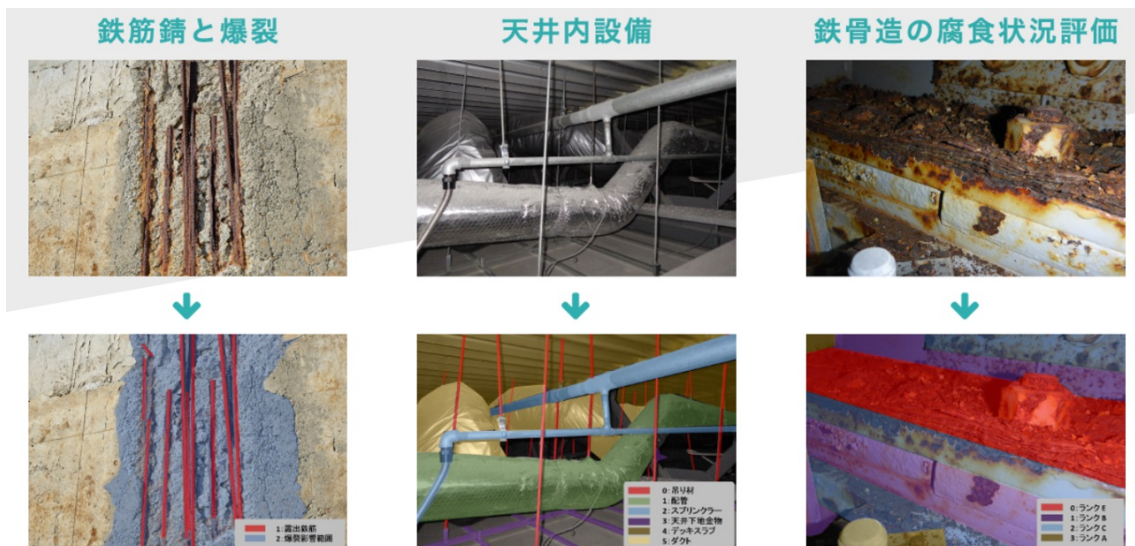 鉄筋錆と爆裂
天井内設備
鉄骨造の腐食状況評価
1:露出鉄筋
2:爆裂影響範囲
0:吊り材
1:配管
2:スプリンクラー
3:天井下地金物
4:デッキスラブ
5:ダクト
0:ランクE
1:ランクB
2:ランクC
3:ランクA